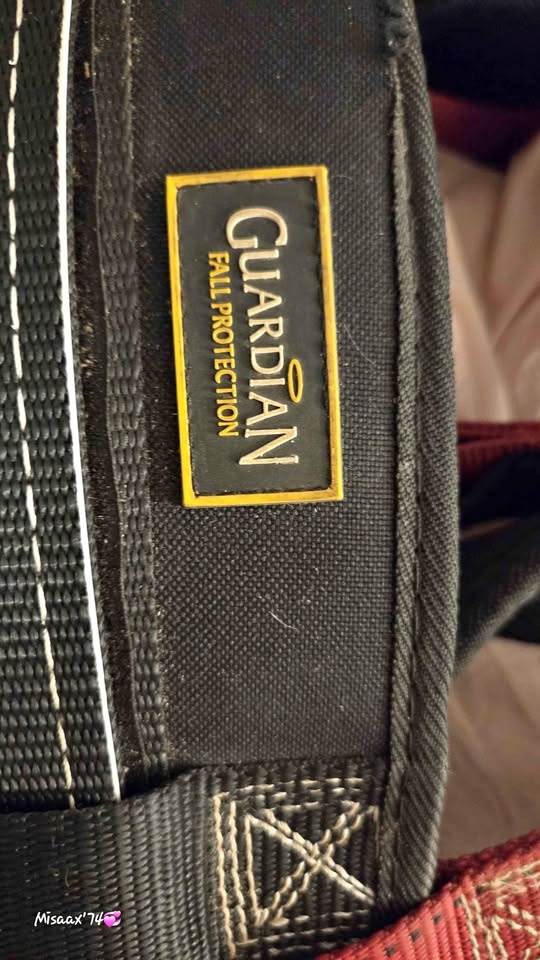 GUARDIAN
FALL PROTECTION
Misaax'74💞